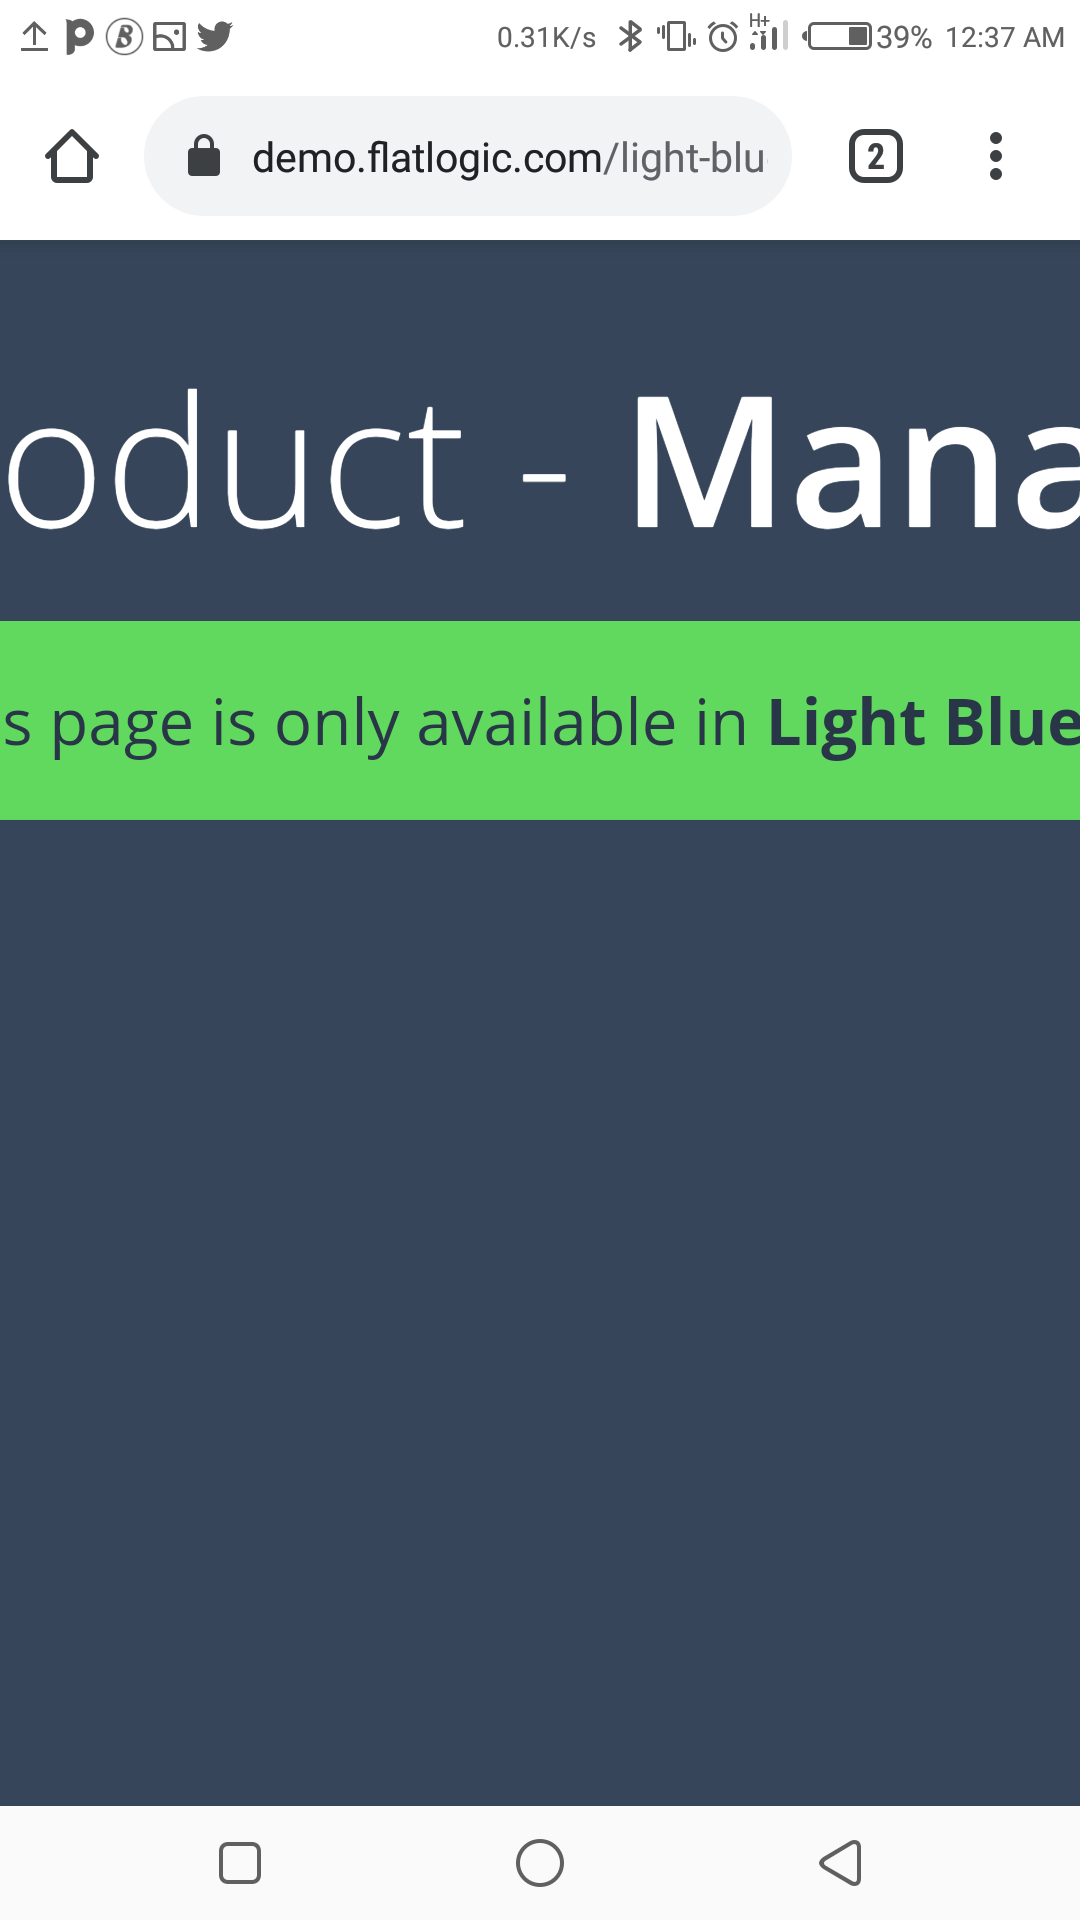 0.31K/s H+ 39% 12:37 AM
demo.flatlogic.com/light-blu 2
oduct - Mana
s page is only available in Light Blue